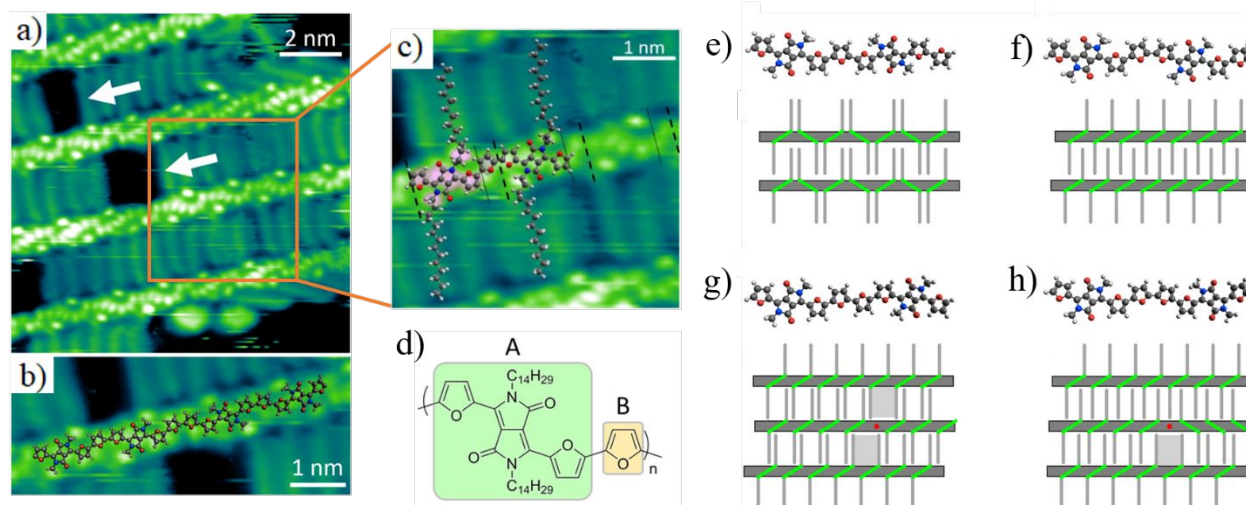 a)
2 nm
b)
1 nm
c)
1 nm
d)
A
C₁₄H₂₉
N
O
O
B
O
O
N
O
n
C₁₄H₂₉
e)
f)
g)
h)